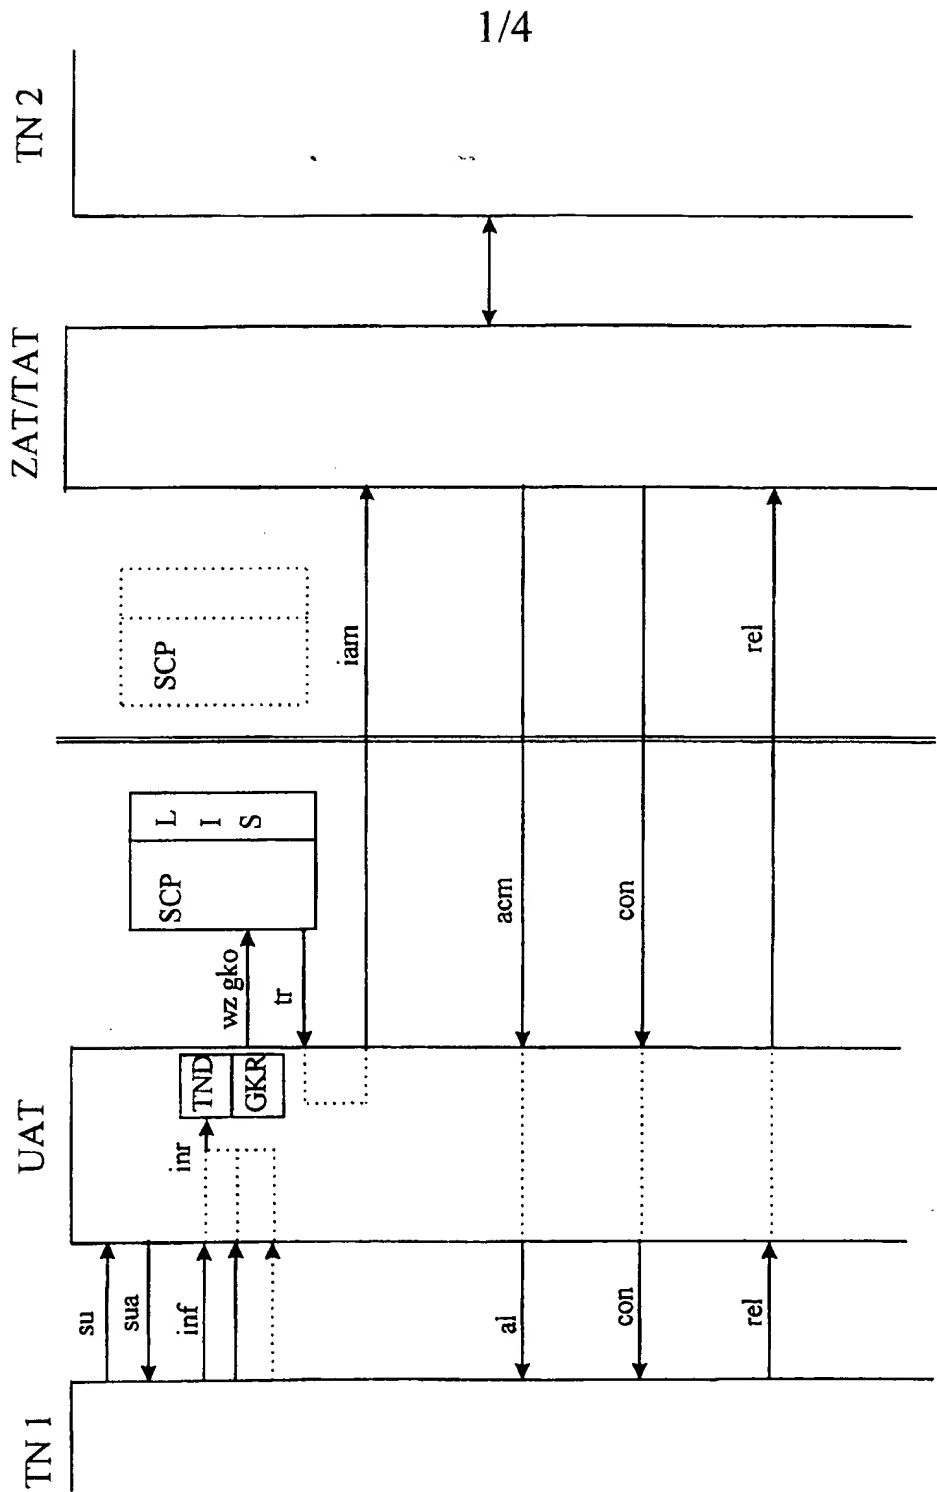 1/4
TN 1
UAT
ZAT/TAT
TN 2
su
sua
inf
inr
TND
GKR
wz gko
tr
SCP
L
I
S
SCP
iam
al
acm
con
con
rel
rel